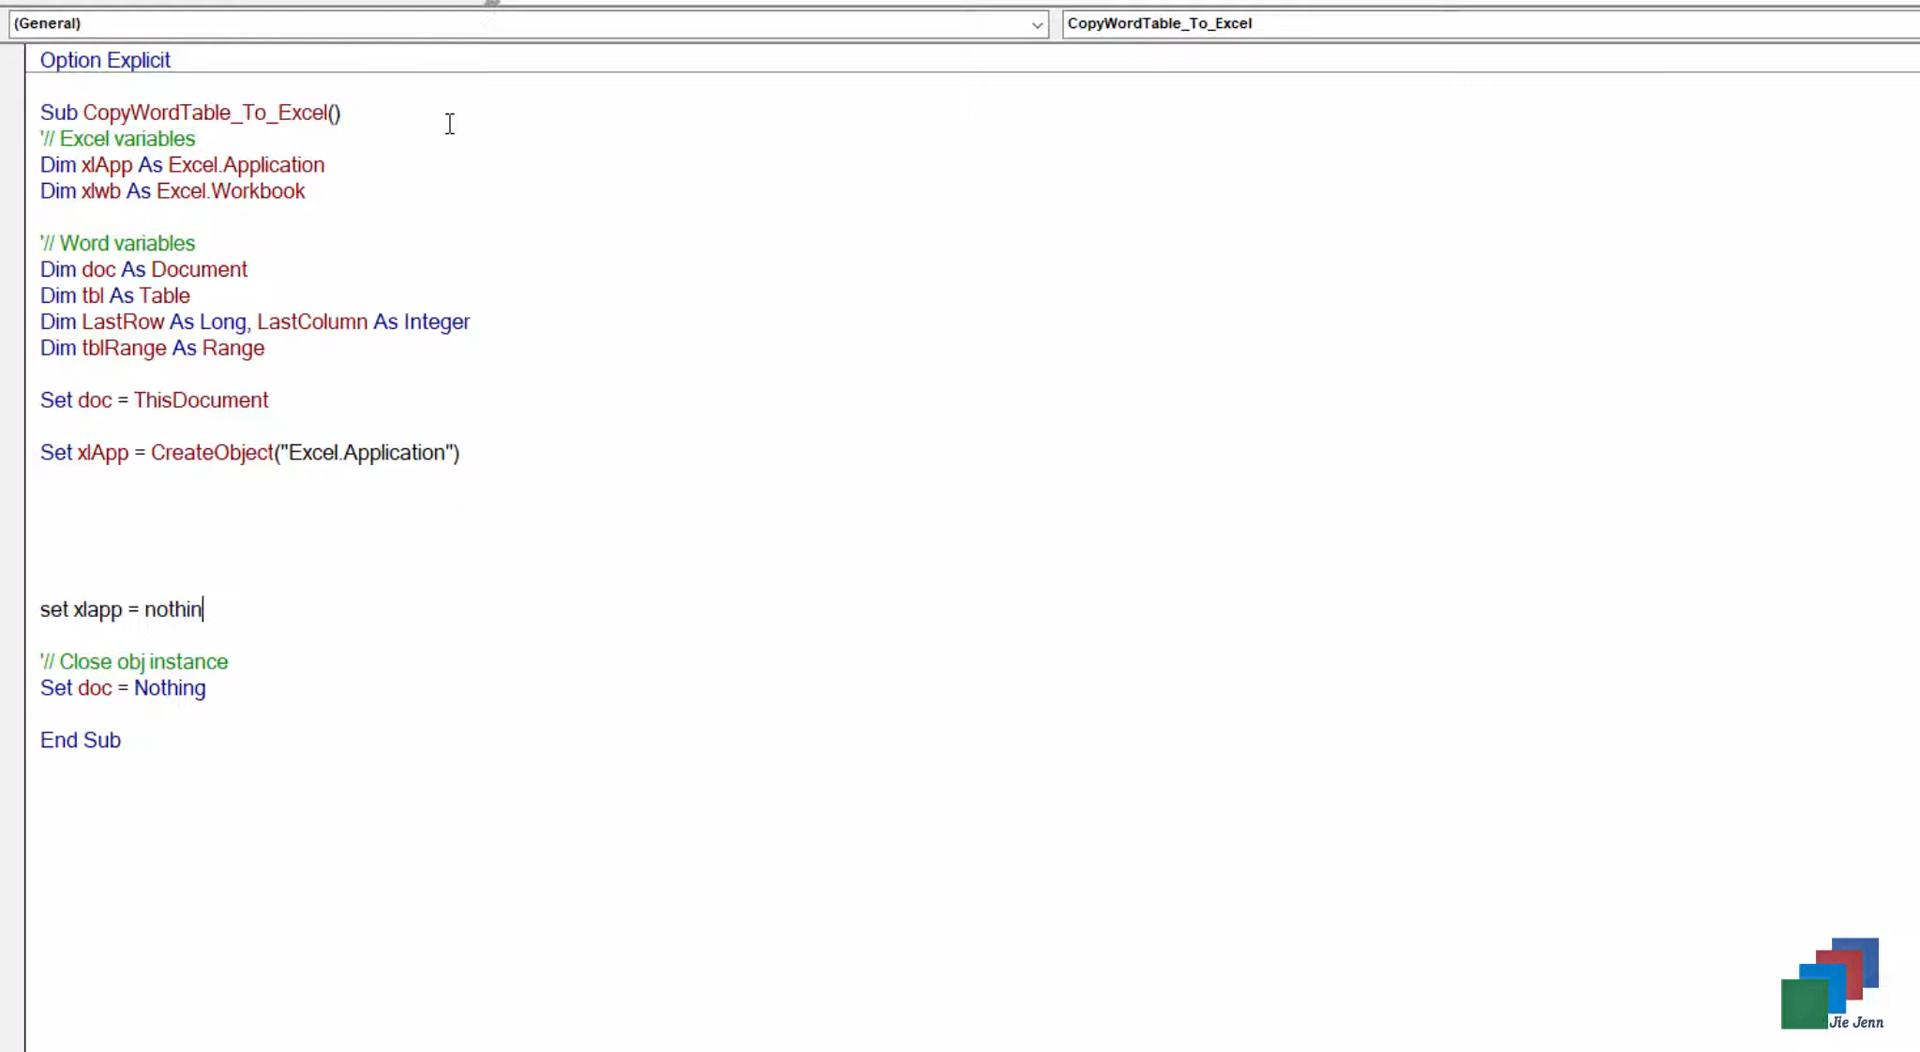 (General)
CopyWordTable_To_Excel
Option Explicit
Sub CopyWordTable_To_Excel()
'// Excel variables
Dim xlApp As Excel.Application
Dim xlwb As Excel.Workbook
'// Word variables
Dim doc As Document
Dim tbl As Table
Dim LastRow As Long, LastColumn As Integer
Dim tblRange As Range
Set doc = ThisDocument
Set xlApp = CreateObject("Excel.Application")
set xlapp = nothin
'// Close obj instance
Set doc = Nothing
End Sub
Jie Jenn